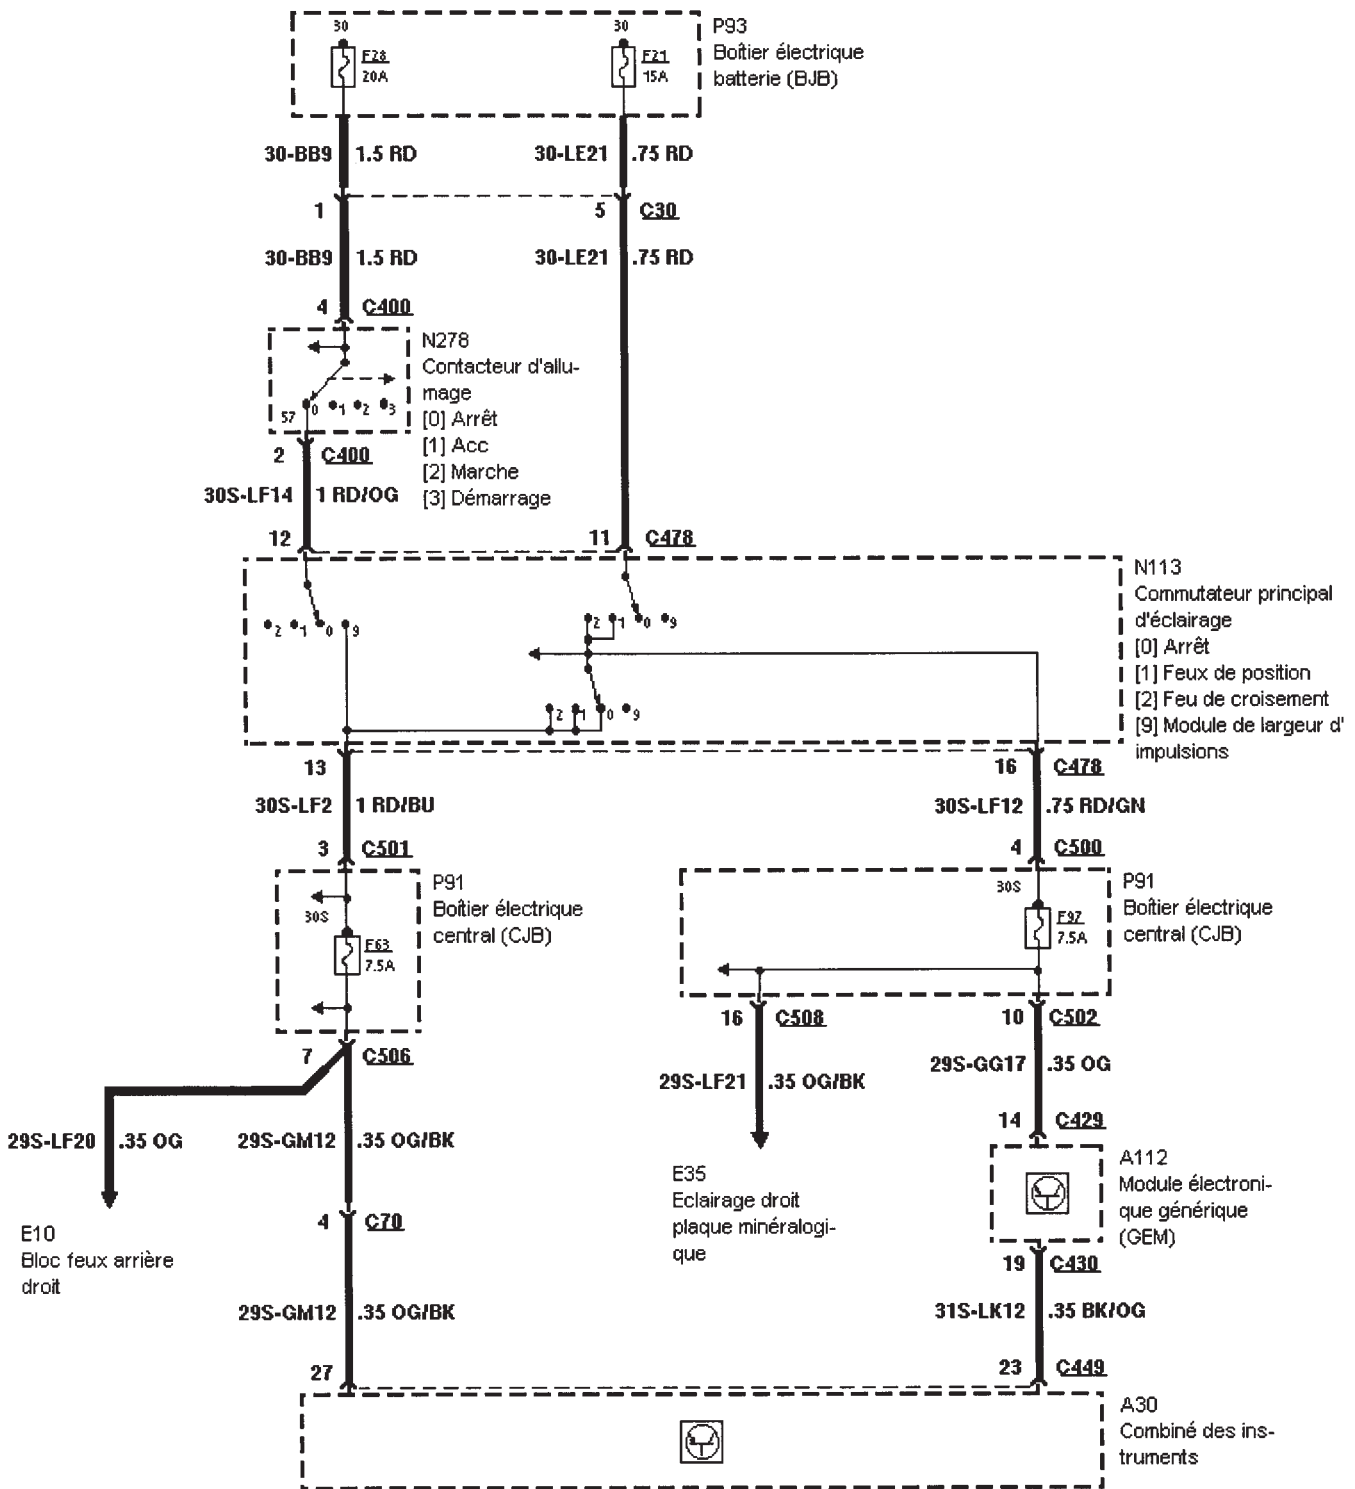 30
F28
20A
30
F21
15A
P93
Boîtier électrique
batterie (BJB)
30-BB9 1.5 RD
30-LE21 .75 RD
1
5 C30
30-BB9 1.5 RD
30-LE21 .75 RD
4 C400
N278
Contacteur d'allu-
mage
[0] Arrêt
[1] Acc
[2] Marche
[3] Démarrage
57 0 1 2 3
2 C400
30S-LF14 1 RD/OG
12
11 C478
N113
Commutateur principal
d'éclairage
[0] Arrêt
[1] Feux de position
[2] Feu de croisement
[9] Module de largeur d'
impulsions
2 1 0 9
2 1 0 9
2 1 0 9
13
16 C478
30S-LF2 1 RD/BU
30S-LF12 .75 RD/GN
3 C501
4 C500
30S
F63
7.5A
P91
Boîtier électrique
central (CJB)
30S
F97
7.5A
P91
Boîtier électrique
central (CJB)
7 C506
16 C508
10 C502
29S-LF20 .35 OG
29S-GM12 .35 OG/BK
29S-LF21 .35 OG/BK
29S-GG17 .35 OG
14 C429
E10
Bloc feux arrière
droit
4 C70
E35
Eclairage droit
plaque minéralogi-
que
A112
Module électroni-
que générique
(GEM)
19 C430
29S-GM12 .35 OG/BK
31S-LK12 .35 BK/OG
27
23 C449
A30
Combiné des ins-
truments